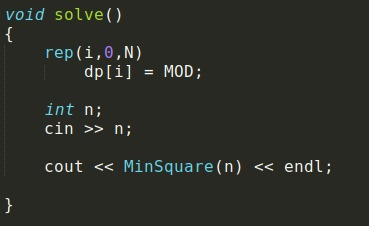 void solve()
{
    rep(i,0,N)
        dp[i] = MOD;
    int n;
    cin >> n;
    cout << MinSquare(n) << endl;
}